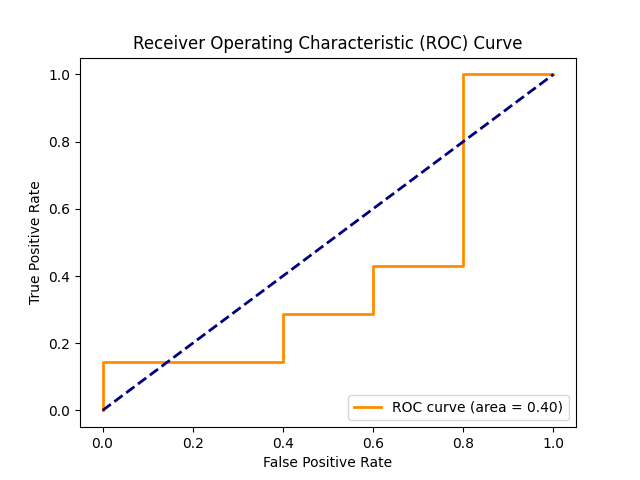 Receiver Operating Characteristic (ROC) Curve
True Positive Rate
1.0
0.8
0.6
0.4
0.2
0.0
ROC curve (area = 0.40)
0.0 0.2 0.4 0.6 0.8 1.0
False Positive Rate